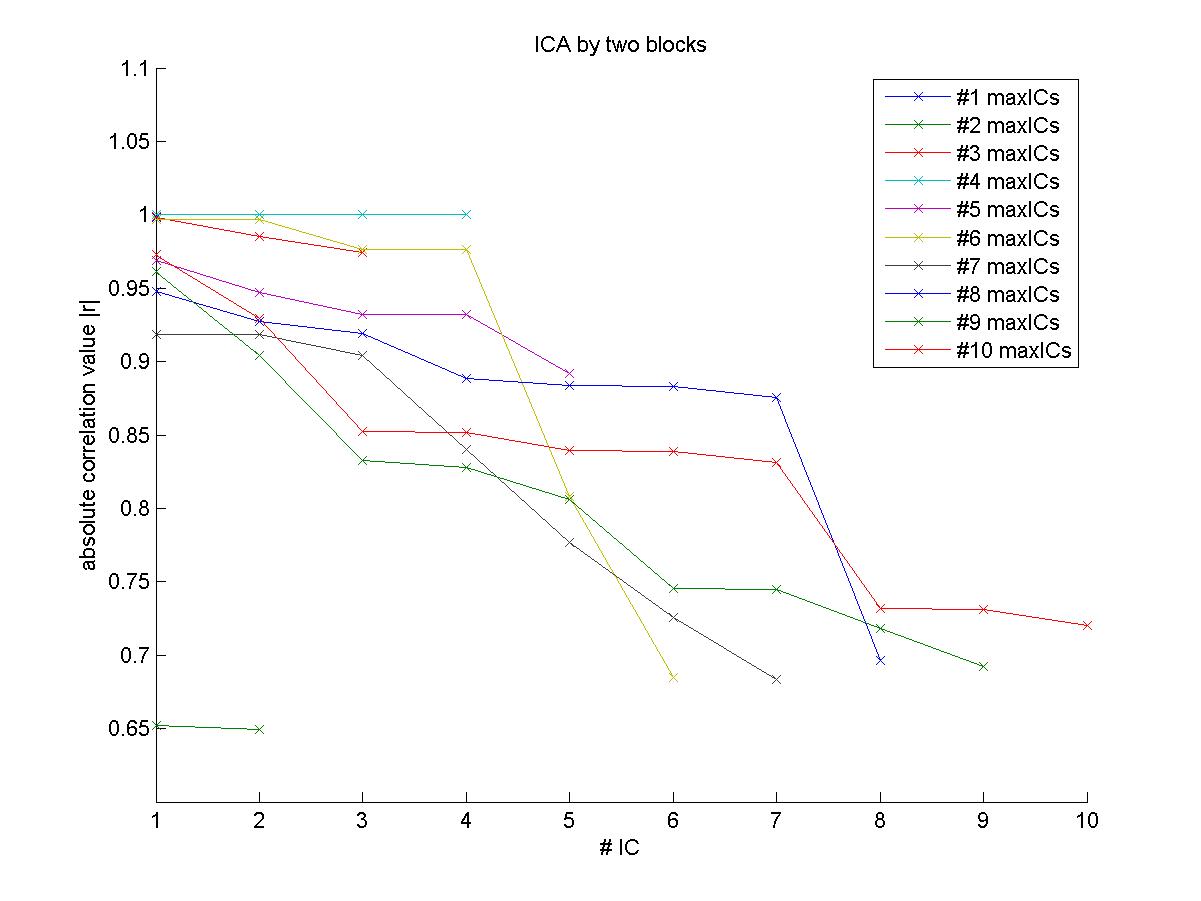 ICA by two blocks
1.1
1.05
1
0.95
0.9
0.85
0.8
0.75
0.7
0.65
absolute correlation value |r|
#1 maxICs
#2 maxICs
#3 maxICs
#4 maxICs
#5 maxICs
#6 maxICs
#7 maxICs
#8 maxICs
#9 maxICs
#10 maxICs
1 2 3 4 5 6 7 8 9 10
# IC